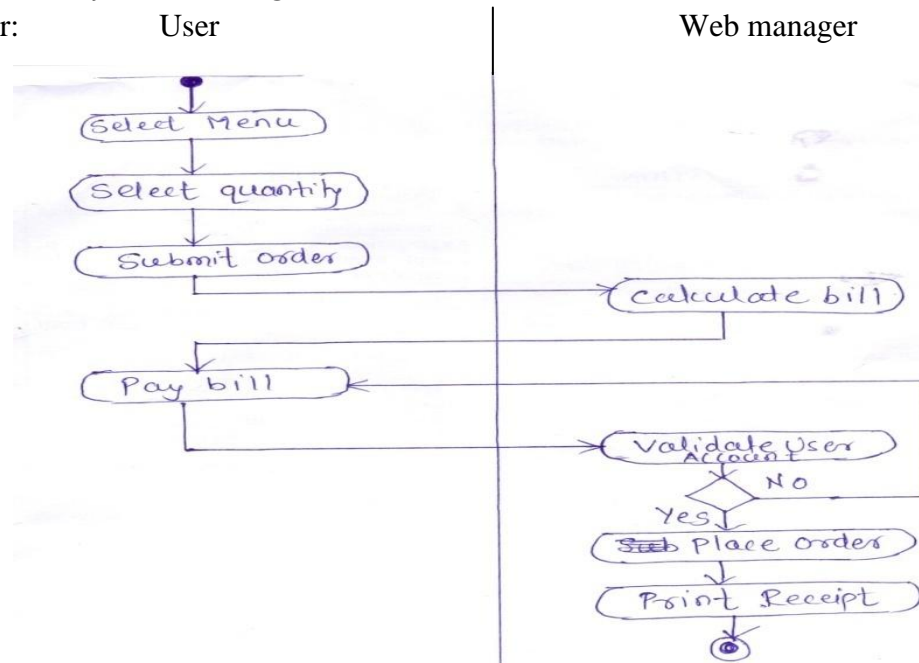 r: User Web manager
Select Menu
Select quantity
Submit order
Calculate bill
Pay bill
Validate User
Account
No
Yes
Place order
Print Receipt